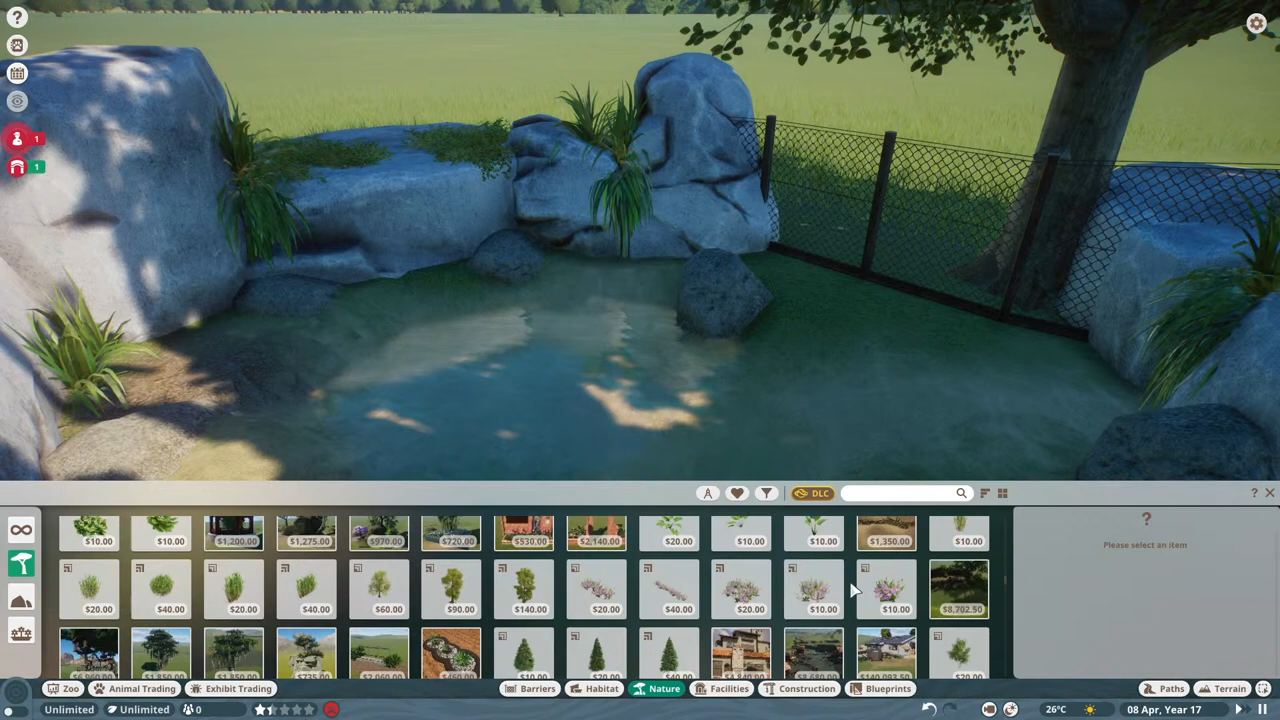 ?
1
1
DLC
?
$10.00 $10.00 $1,200.00 $1,275.00 $970.00 $720.00 $530.00 $2,140.00 $20.00 $10.00 $10.00 $1,350.00 $10.00
?
Please select an item
$20.00 $40.00 $20.00 $40.00 $60.00 $90.00 $140.00 $20.00 $40.00 $20.00 $10.00 $10.00 $8,702.50
Zoo Animal Trading Exhibit Trading Barriers Habitat Nature Facilities Construction Blueprints Paths Terrain
Unlimited Unlimited 0 26°C 08 Apr, Year 17